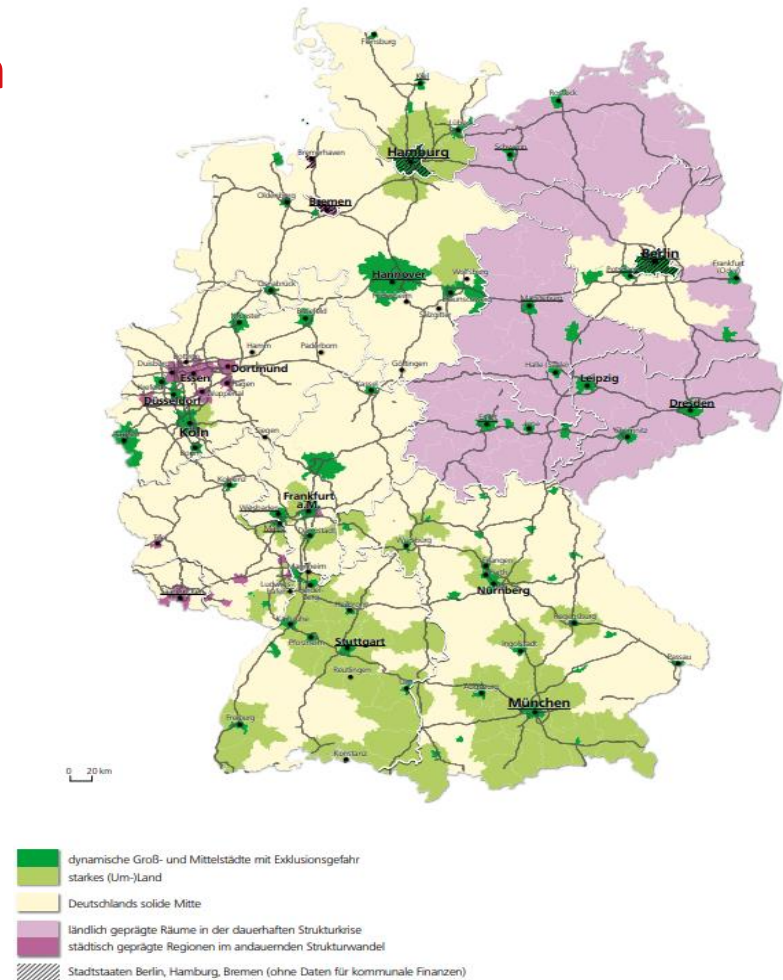 Flensburg
Kiel
Rostock
Lübeck
Schwerin
Hamburg
Bremerhaven
Oldenburg
Bremen
Berlin
Potsdam
Frankfurt
(Oder)
Wolfsburg
Hannover
Braunschweig
Hildesheim
Salzgitter
Magdeburg
Osnabrück
Münster
Bielefeld
Hamm
Paderborn
Göttingen
Duisburg
Essen
Dortmund
Hagen
Krefeld
Wuppertal
Düsseldorf
Köln
Siegen
Kassel
Halle (Saale)
Leipzig
Dresden
Erfurt
Chemnitz
Koblenz
Frankfurt
a.M.
Wiesbaden
Mainz
Darmstadt
Würzburg
Erlangen
Fürth
Nürnberg
Mannheim
Heilbronn
Karlsruhe
Pforzheim
Stuttgart
Reutlingen
Ulm
Regensburg
Ingolstadt
Passau
Augsburg
München
Freiburg
Konstanz
0 20 km
dynamische Groß- und Mittelstädte mit Exklusionsgefahr
starkes (Um-)Land
Deutschlands solide Mitte
ländlich geprägte Räume in der dauerhaften Strukturkrise
städtisch geprägte Regionen im andauernden Strukturwandel
Stadtstaaten Berlin, Hamburg, Bremen (ohne Daten für kommunale Finanzen)